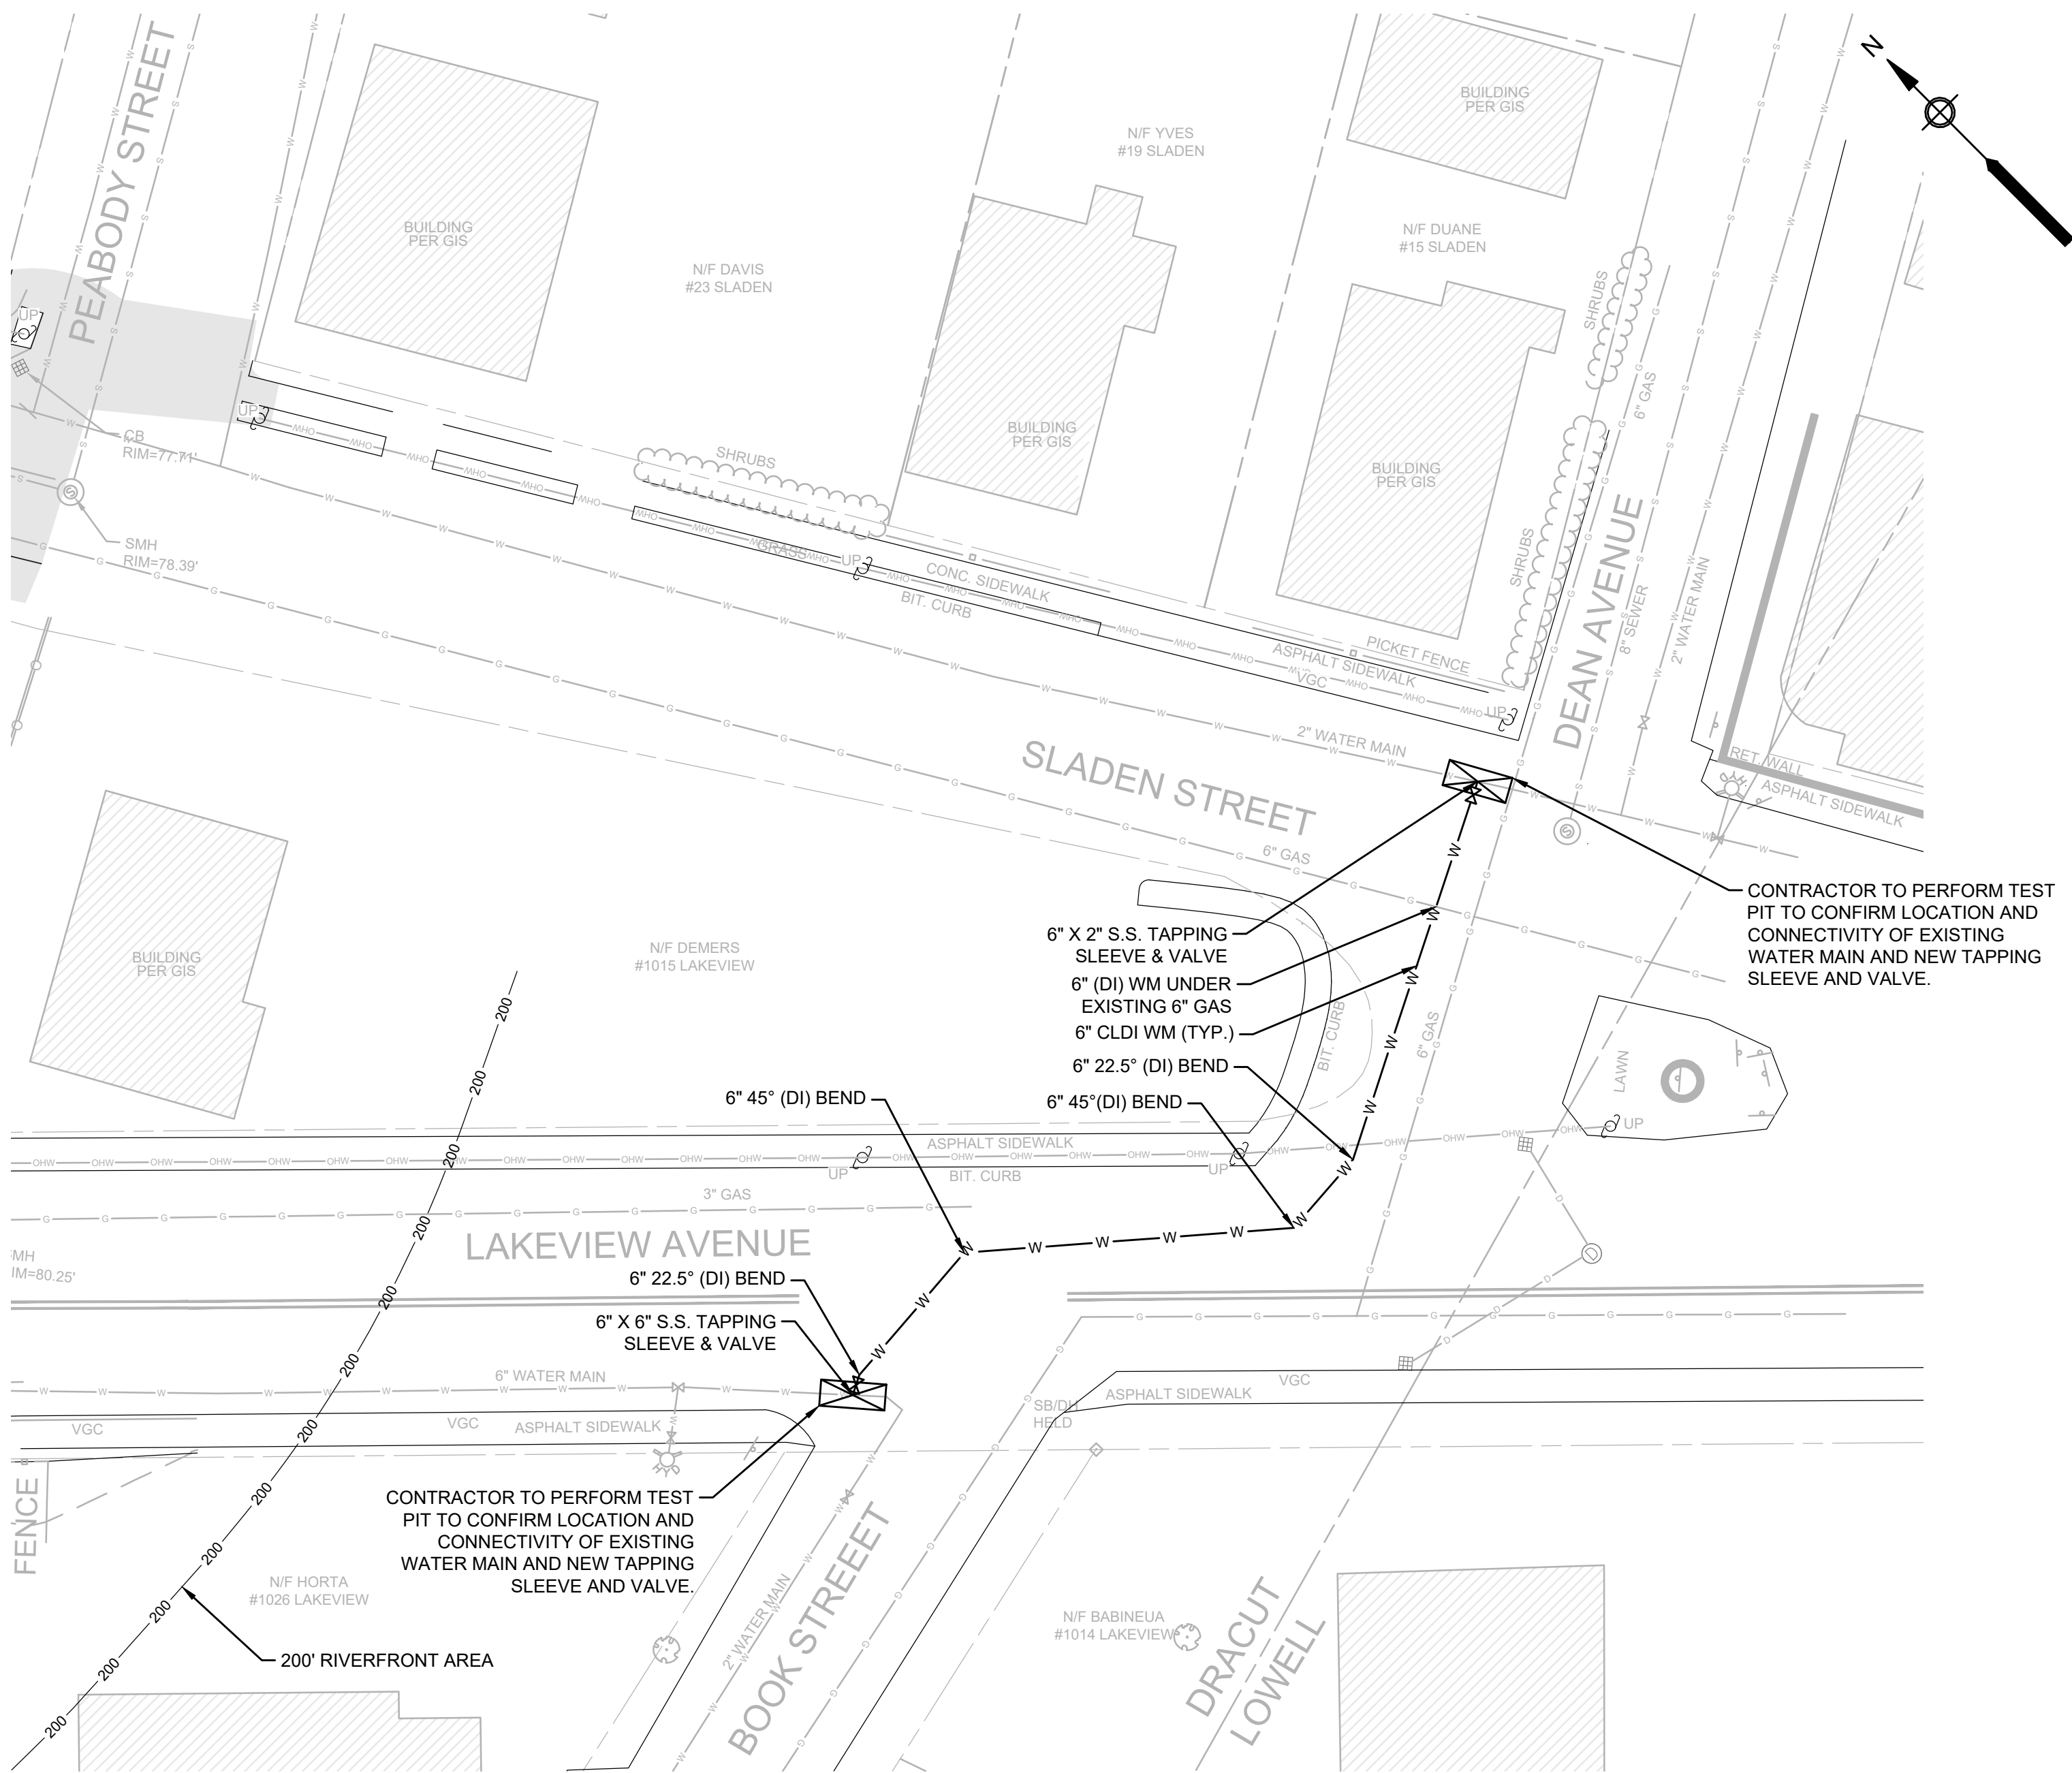 N
PEABODY STREET
BUILDING
PER GIS
N/F YVES
#19 SLADEN
BUILDING
PER GIS
N/F DAVIS
#23 SLADEN
N/F DUANE
#15 SLADEN
SHRUBS
UP
UP
CB
RIM=77.71'
SHRUBS
BUILDING
PER GIS
BUILDING
PER GIS
6" GAS
SHRUBS
DEAN AVENUE
8" SEWER
2" WATER MAIN
SMH
RIM=78.39'
GRASS
UP
CONC. SIDEWALK
BIT. CURB
PICKET FENCE
ASPHALT SIDEWALK
VGC
UP
2" WATER MAIN
SLADEN STREET
6" GAS
RET. WALL
ASPHALT SIDEWALK
CONTRACTOR TO PERFORM TEST
PIT TO CONFIRM LOCATION AND
CONNECTIVITY OF EXISTING
WATER MAIN AND NEW TAPPING
SLEEVE AND VALVE.
BUILDING
PER GIS
N/F DEMERS
#1015 LAKEVIEW
6" X 2" S.S. TAPPING
SLEEVE & VALVE
6" (DI) WM UNDER
EXISTING 6" GAS
6" CLDI WM (TYP.)
6" 22.5° (DI) BEND
6" 45°(DI) BEND
BIT. CURB
6" GAS
LAWN
UP
6" 45° (DI) BEND
ASPHALT SIDEWALK
UP
BIT. CURB
UP
3" GAS
LAKEVIEW AVENUE
MH
IM=80.25'
6" 22.5° (DI) BEND
6" X 6" S.S. TAPPING
SLEEVE & VALVE
6" WATER MAIN
VGC
VGC
ASPHALT SIDEWALK
SB/DH
HELD
ASPHALT SIDEWALK
VGC
FENCE
CONTRACTOR TO PERFORM TEST
PIT TO CONFIRM LOCATION AND
CONNECTIVITY OF EXISTING
WATER MAIN AND NEW TAPPING
SLEEVE AND VALVE.
N/F HORTA
#1026 LAKEVIEW
200' RIVERFRONT AREA
2" WATER MAIN
BOOK STREEET
N/F BABINEUA
#1014 LAKEVIEW
DRACUT
LOWELL